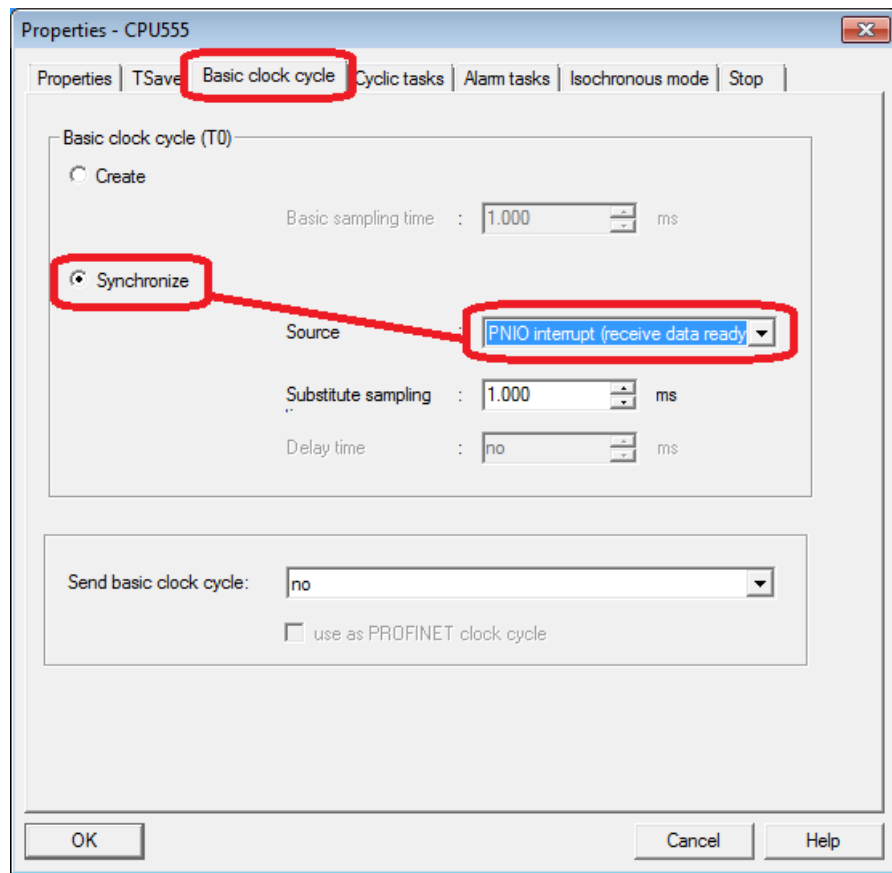 Properties - CPU555
Properties TSave Basic clock cycle Cyclic tasks Alarm tasks Isochronous mode Stop
Basic clock cycle (T0)
Create
Basic sampling time : 1.000 ms
Synchronize
Source : PNIO interrupt (receive data ready
Substitute sampling : 1.000 ms
Delay time : no ms
Send basic clock cycle: no
use as PROFINET clock cycle
OK Cancel Help